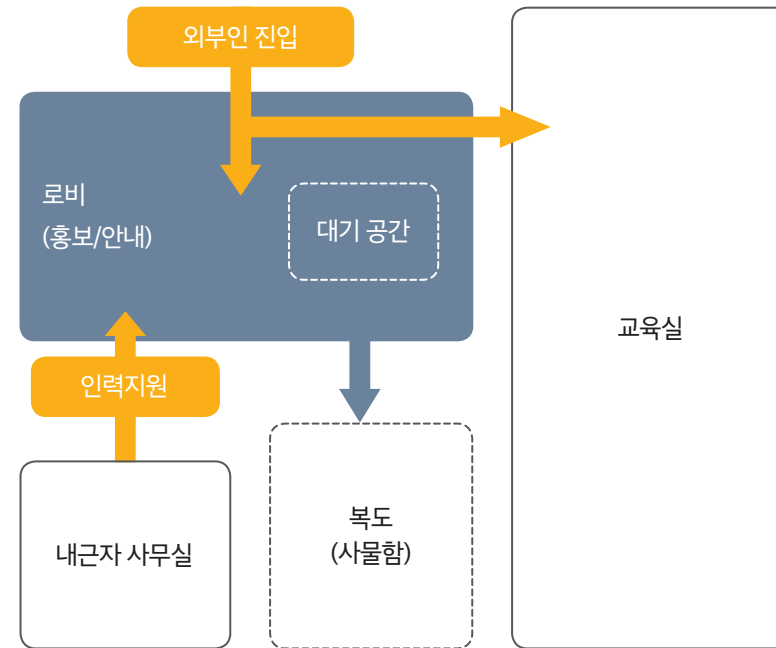 외부인 진입
로비
(홍보/안내)
대기 공간
교육실
인력지원
내근자 사무실
복도
(사물함)